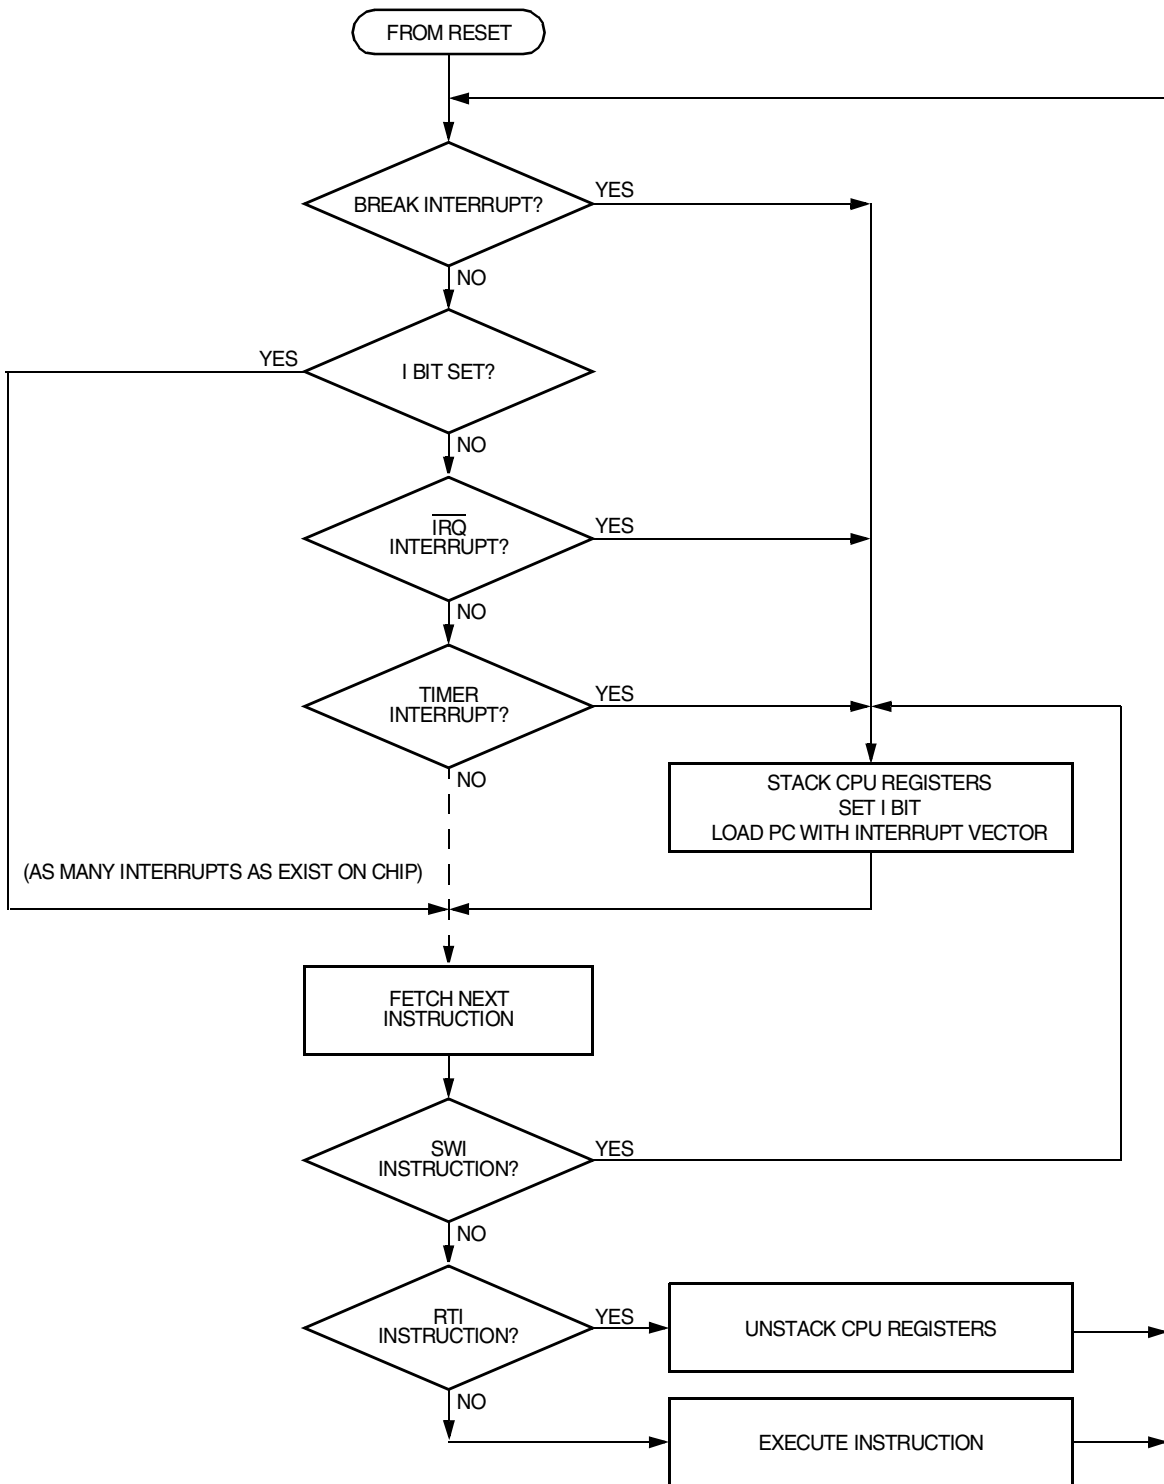 FROM RESET
BREAK INTERRUPT?
YES
NO
I BIT SET?
YES
NO
IRQ
INTERRUPT?
YES
NO
TIMER
INTERRUPT?
YES
NO
STACK CPU REGISTERS
SET I BIT
LOAD PC WITH INTERRUPT VECTOR
(AS MANY INTERRUPTS AS EXIST ON CHIP)
FETCH NEXT
INSTRUCTION
SWI
INSTRUCTION?
YES
NO
RTI
INSTRUCTION?
YES
UNSTACK CPU REGISTERS
NO
EXECUTE INSTRUCTION